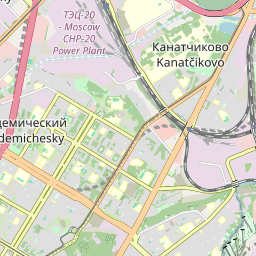 ТЭЦ-20
- Moscow
CHP-20
Power Plant
Канатчиково
Kanatčikovo
демический
demichesky